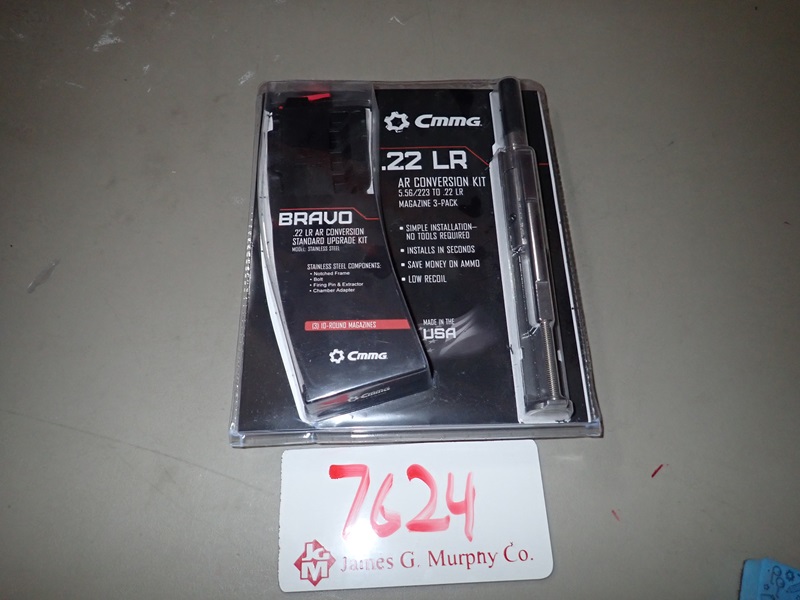 CMMG
.22 LR
AR CONVERSION KIT
5.56/.223 TO .22 LR
MAGAZINE 3-PACK
• SIMPLE INSTALLATION—
NO TOOLS REQUIRED
• INSTALLS IN SECONDS
• SAVE MONEY ON AMMO
• LOW RECOIL
MADE IN THE
USA
BRAVO
.22 LR AR CONVERSION
STANDARD UPGRADE KIT
MODEL: STAINLESS STEEL
STAINLESS STEEL COMPONENTS:
• Notched Frame
• Bolt
• Firing Pin & Extractor
• Chamber Adapter
(3) 10-ROUND MAGAZINES
CMMG
CMMG
7624
JGM
James G. Murphy Co.